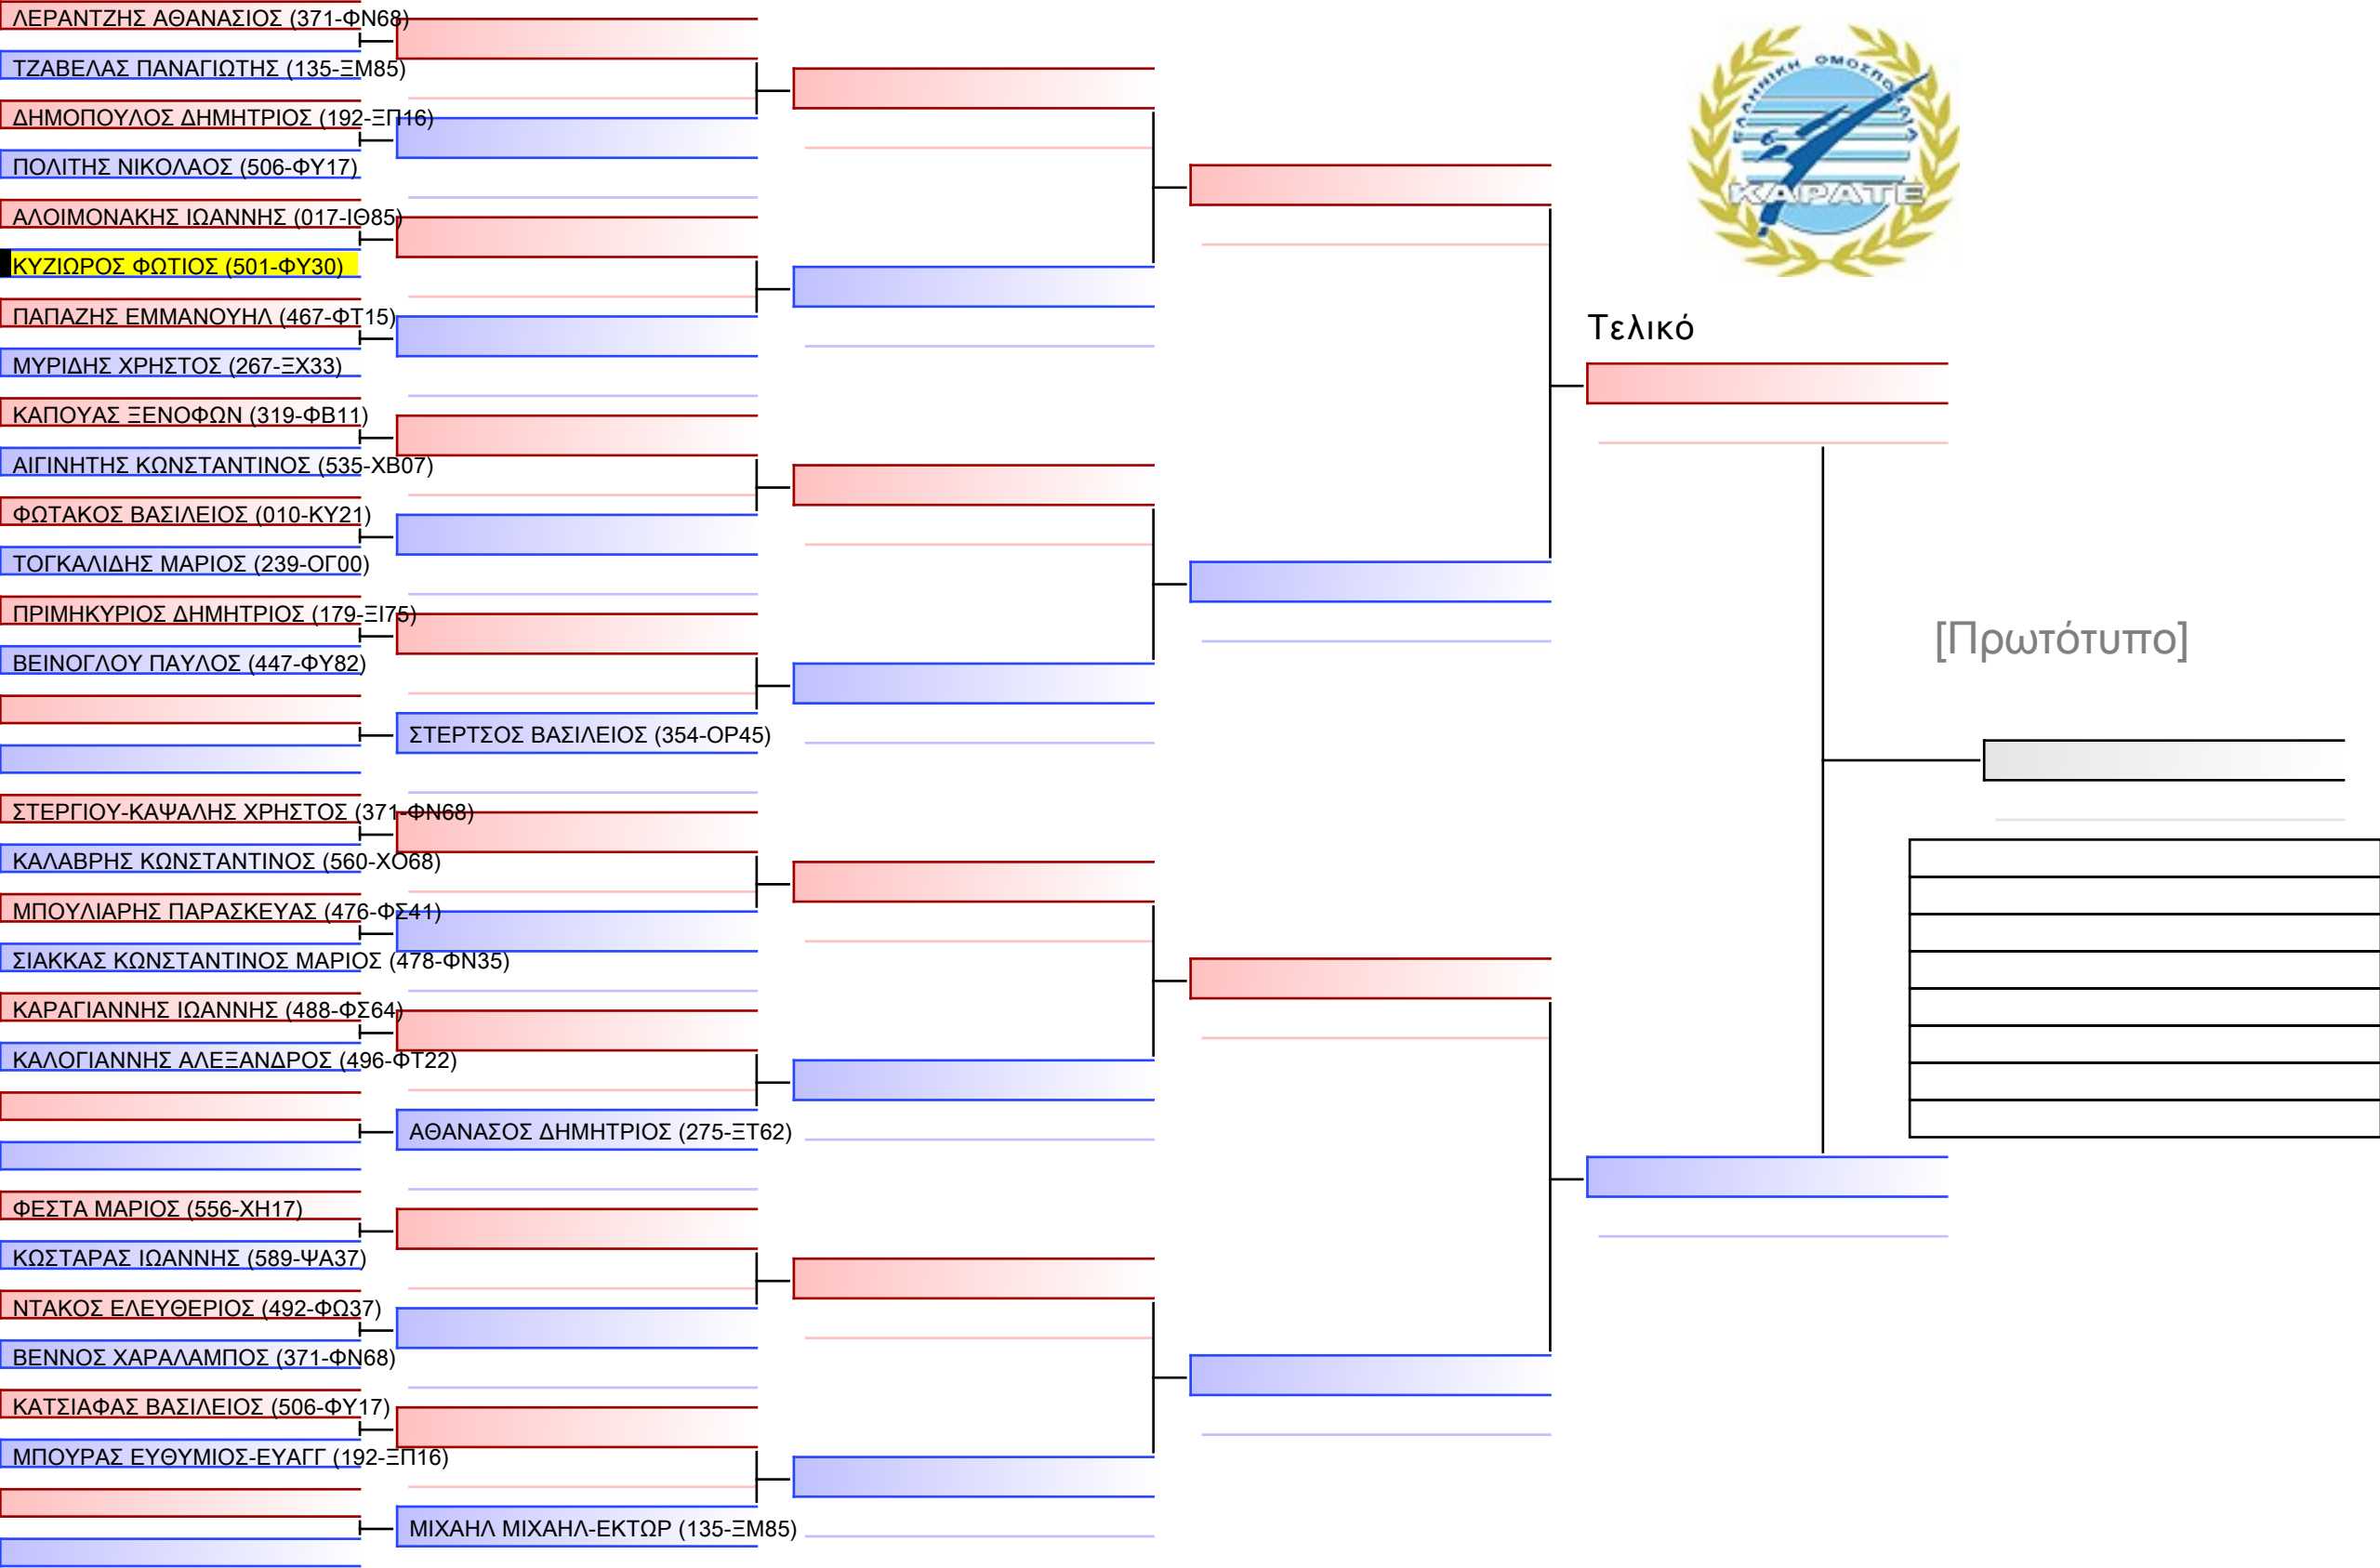 ΛΕΡΑΝΤΖΗΣ ΑΘΑΝΑΣΙΟΣ (371-ΦΝ68)
ΤΖΑΒΕΛΑΣ ΠΑΝΑΓΙΩΤΗΣ (135-ΞΜ85)
ΔΗΜΟΠΟΥΛΟΣ ΔΗΜΗΤΡΙΟΣ (192-ΞΠ16)
ΠΟΛΙΤΗΣ ΝΙΚΟΛΑΟΣ (506-ΦΥ17)
ΑΛΟΙΜΟΝΑΚΗΣ ΙΩΑΝΝΗΣ (017-ΙΘ85)
ΚΥΖΙΩΡΟΣ ΦΩΤΙΟΣ (501-ΦΥ30)
ΠΑΠΑΖΗΣ ΕΜΜΑΝΟΥΗΛ (467-ΦΤ15)
ΜΥΡΙΔΗΣ ΧΡΗΣΤΟΣ (267-ΞΧ33)
ΚΑΠΟΥΑΣ ΞΕΝΟΦΩΝ (319-ΦΒ11)
ΑΙΓΙΝΗΤΗΣ ΚΩΝΣΤΑΝΤΙΝΟΣ (535-ΧΒ07)
ΦΩΤΑΚΟΣ ΒΑΣΙΛΕΙΟΣ (010-ΚΥ21)
ΤΟΓΚΑΛΙΔΗΣ ΜΑΡΙΟΣ (239-ΟΓ00)
ΠΡΙΜΗΚΥΡΙΟΣ ΔΗΜΗΤΡΙΟΣ (179-ΞΙ75)
ΒΕΙΝΟΓΛΟΥ ΠΑΥΛΟΣ (447-ΦΥ82)
ΣΤΕΡΤΣΟΣ ΒΑΣΙΛΕΙΟΣ (354-ΟΡ45)
ΣΤΕΡΓΙΟΥ-ΚΑΨΑΛΗΣ ΧΡΗΣΤΟΣ (371-ΦΝ68)
ΚΑΛΑΒΡΗΣ ΚΩΝΣΤΑΝΤΙΝΟΣ (560-ΧΟ68)
ΜΠΟΥΛΙΑΡΗΣ ΠΑΡΑΣΚΕΥΑΣ (476-ΦΣ41)
ΣΙΑΚΚΑΣ ΚΩΝΣΤΑΝΤΙΝΟΣ ΜΑΡΙΟΣ (478-ΦΝ35)
ΚΑΡΑΓΙΑΝΝΗΣ ΙΩΑΝΝΗΣ (488-ΦΣ64)
ΚΑΛΟΓΙΑΝΝΗΣ ΑΛΕΞΑΝΔΡΟΣ (496-ΦΤ22)
ΑΘΑΝΑΣΟΣ ΔΗΜΗΤΡΙΟΣ (275-ΞΤ62)
ΦΕΣΤΑ ΜΑΡΙΟΣ (556-ΧΗ17)
ΚΩΣΤΑΡΑΣ ΙΩΑΝΝΗΣ (589-ΨΑ37)
ΝΤΑΚΟΣ ΕΛΕΥΘΕΡΙΟΣ (492-ΦΩ37)
ΒΕΝΝΟΣ ΧΑΡΑΛΑΜΠΟΣ (371-ΦΝ68)
ΚΑΤΣΙΑΦΑΣ ΒΑΣΙΛΕΙΟΣ (506-ΦΥ17)
ΜΠΟΥΡΑΣ ΕΥΘΥΜΙΟΣ-ΕΥΑΓΓ (192-ΞΠ16)
ΜΙΧΑΗΛ ΜΙΧΑΗΛ-ΕΚΤΩΡ (135-ΞΜ85)
ΕΛΛΗΝΙΚΗ ΟΜΟΣΠΟΝΔΙΑ
ΚΑΡΑΤΕ
Τελικό
[Πρωτότυπο]